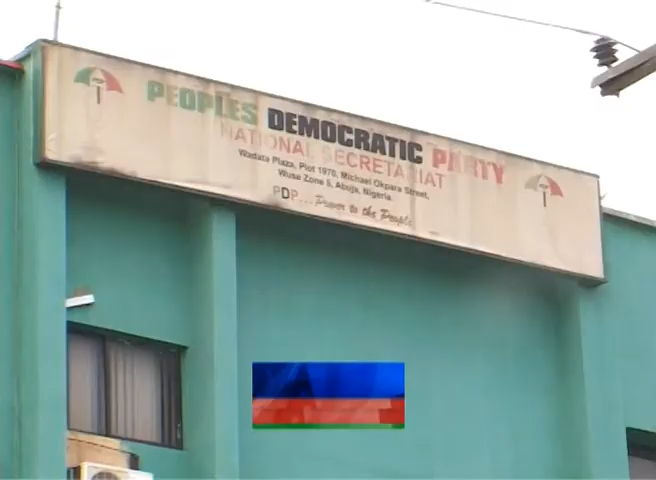 PEOPLES DEMOCRATIC PARTY
NATIONAL SECRETARIAT
Wadata Plaza, Plot 1970, Michael Okpara Street,
Wuse Zone 5, Abuja, Nigeria.
PDP... Power to the People